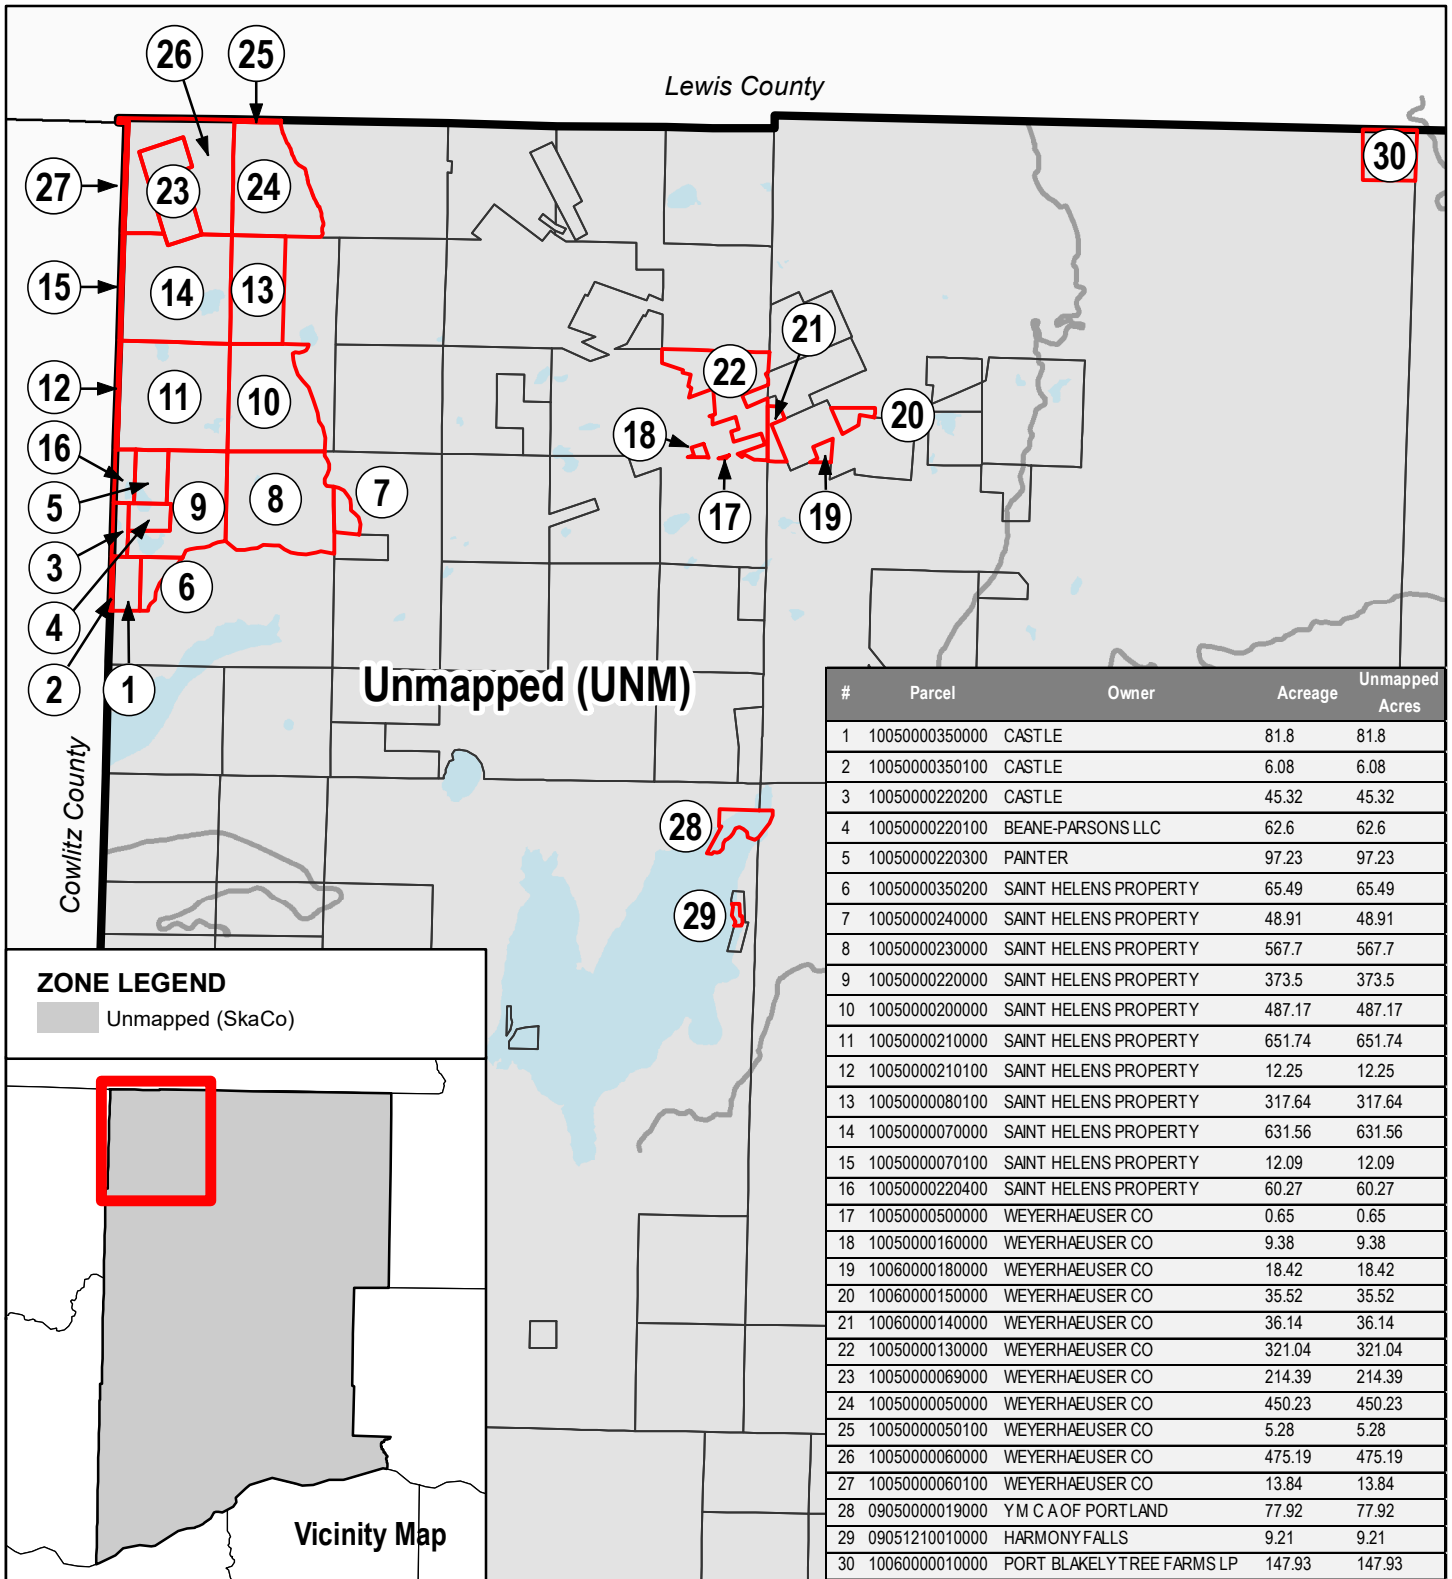 26
25
Lewis County
27
23
24
30
15
14
13
21
12
11
10
22
20
16
18
5
9
8
7
17
19
3
6
4
2
1
Unmapped (UNM)
Cowlitz County
28
29
# Parcel Owner Acreage Unmapped Acres
1 10050000350000 CASTLE 81.8 81.8
2 10050000350100 CASTLE 6.08 6.08
3 10050000220200 CASTLE 45.32 45.32
4 10050000220100 BEANE-PARSONS LLC 62.6 62.6
5 10050000220300 PAINTER 97.23 97.23
6 10050000350200 SAINT HELENS PROPERTY 65.49 65.49
7 10050000240000 SAINT HELENS PROPERTY 48.91 48.91
8 10050000230000 SAINT HELENS PROPERTY 567.7 567.7
9 10050000220000 SAINT HELENS PROPERTY 373.5 373.5
10 10050000200000 SAINT HELENS PROPERTY 487.17 487.17
11 10050000210000 SAINT HELENS PROPERTY 651.74 651.74
12 10050000210100 SAINT HELENS PROPERTY 12.25 12.25
13 10050000080100 SAINT HELENS PROPERTY 317.64 317.64
14 10050000070000 SAINT HELENS PROPERTY 631.56 631.56
15 10050000070100 SAINT HELENS PROPERTY 12.09 12.09
16 10050000220400 SAINT HELENS PROPERTY 60.27 60.27
17 10050000500000 WEYERHAEUSER CO 0.65 0.65
18 10050000160000 WEYERHAEUSER CO 9.38 9.38
19 10060000180000 WEYERHAEUSER CO 18.42 18.42
20 10060000150000 WEYERHAEUSER CO 35.52 35.52
21 10060000140000 WEYERHAEUSER CO 36.14 36.14
22 10050000130000 WEYERHAEUSER CO 321.04 321.04
23 10050000069000 WEYERHAEUSER CO 214.39 214.39
24 10050000050000 WEYERHAEUSER CO 450.23 450.23
25 10050000050100 WEYERHAEUSER CO 5.28 5.28
26 10050000060000 WEYERHAEUSER CO 475.19 475.19
27 10050000060100 WEYERHAEUSER CO 13.84 13.84
28 09050000019000 Y M C A OF PORTLAND 77.92 77.92
29 09051210010000 HARMONY FALLS 9.21 9.21
30 10060000010000 PORT BLAKELY TREE FARMS LP 147.93 147.93
ZONE LEGEND
Unmapped (SkaCo)
Vicinity Map